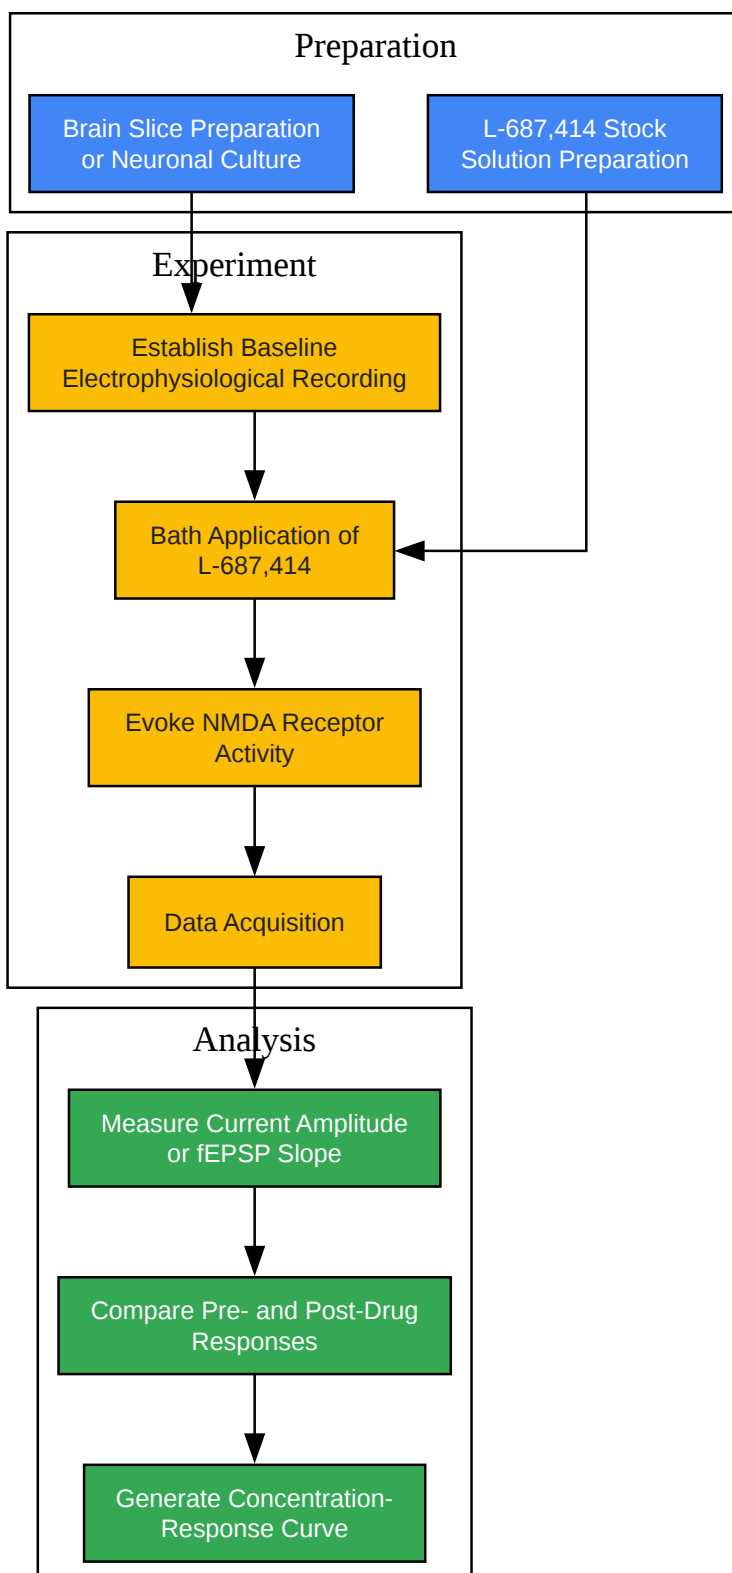 Preparation
Brain Slice Preparation
or Neuronal Culture
L-687,414 Stock
Solution Preparation
Experiment
Establish Baseline
Electrophysiological Recording
Bath Application of
L-687,414
Evoke NMDA Receptor
Activity
Data Acquisition
Analysis
Measure Current Amplitude
or fEPSP Slope
Compare Pre- and Post-Drug
Responses
Generate Concentration-
Response Curve